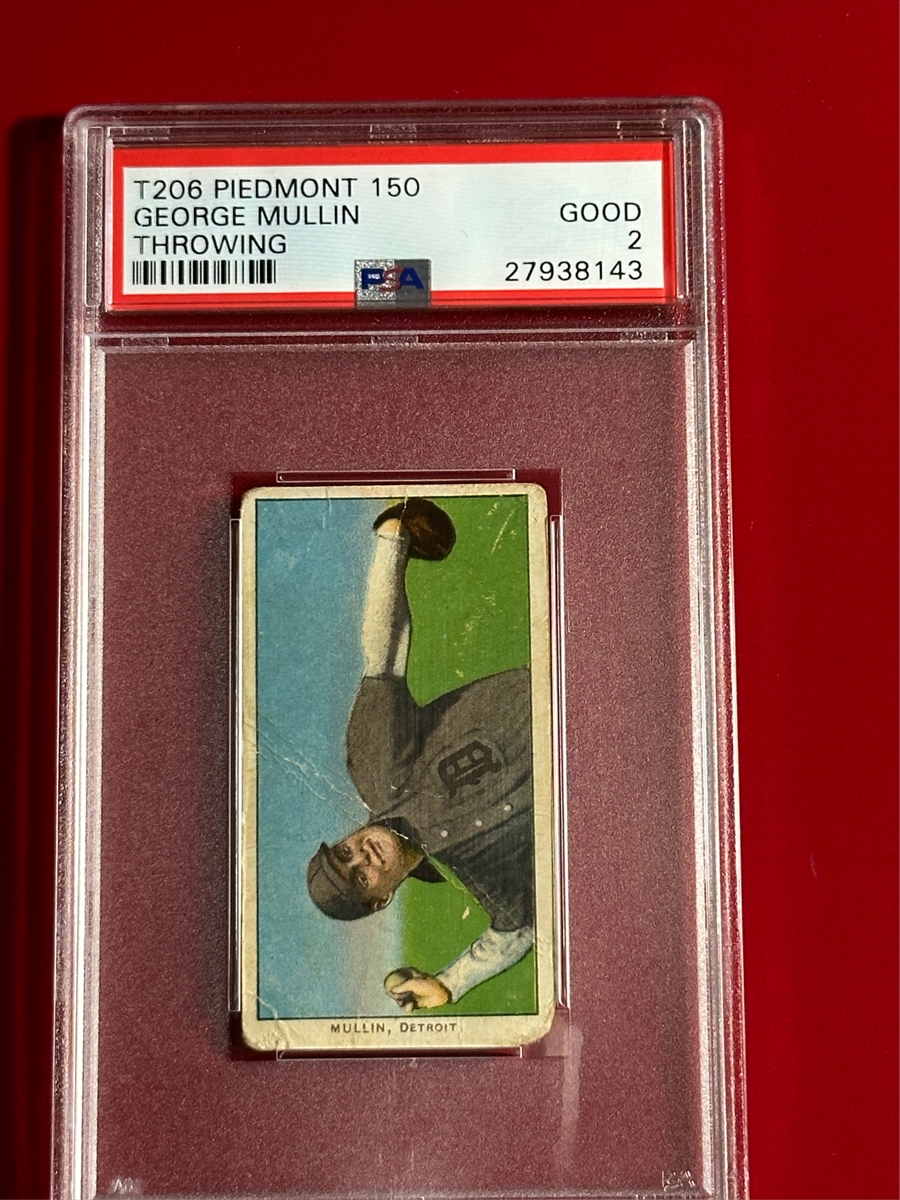 T206 PIEDMONT 150
GEORGE MULLIN GOOD
THROWING 2
PSA 27938143
D
MULLIN, DETROIT